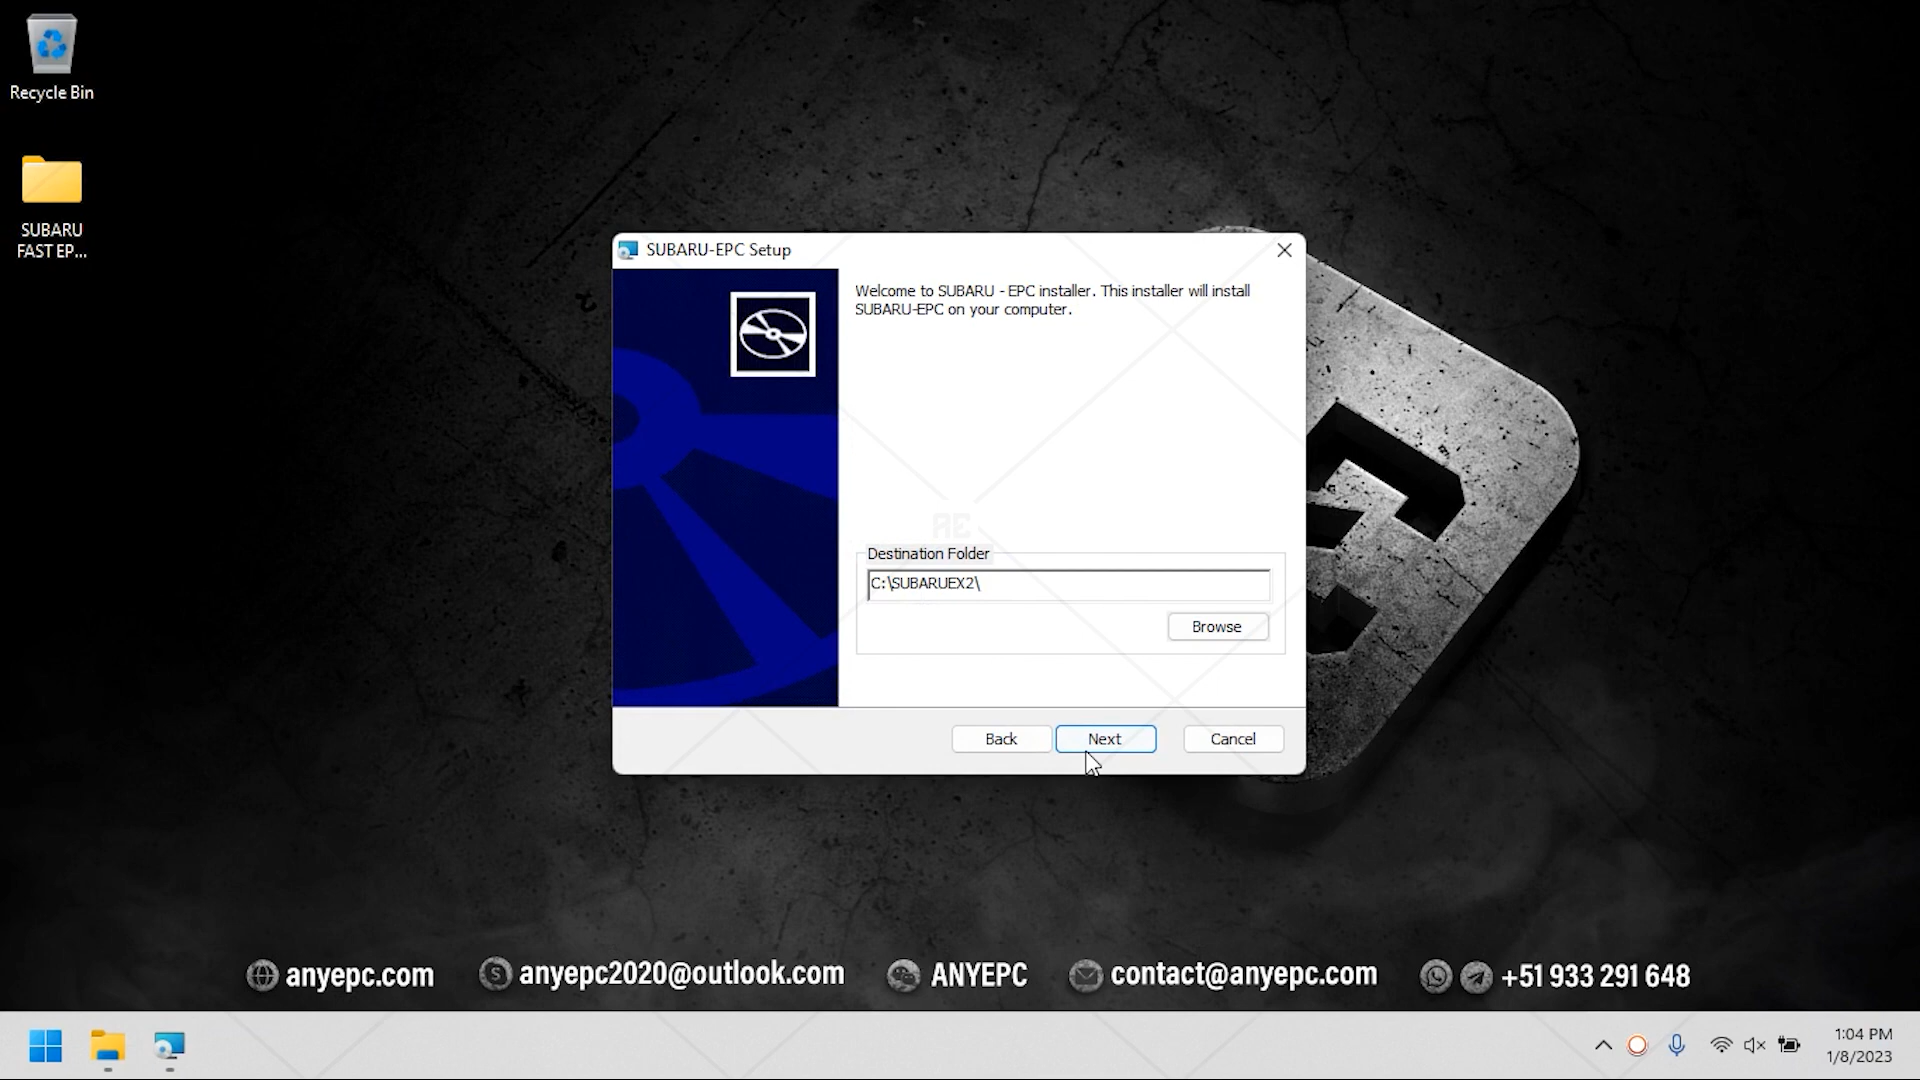 Recycle Bin
SUBARU
FAST EP...
SUBARU-EPC Setup
Welcome to SUBARU - EPC installer. This installer will install
SUBARU-EPC on your computer.
AE
Destination Folder
C:\SUBARUEX2\
Browse
Back
Next
Cancel
anyepc.com
anyepc2020@outlook.com
ANYEPC
contact@anyepc.com
+51 933 291 648
1:04 PM
1/8/2023